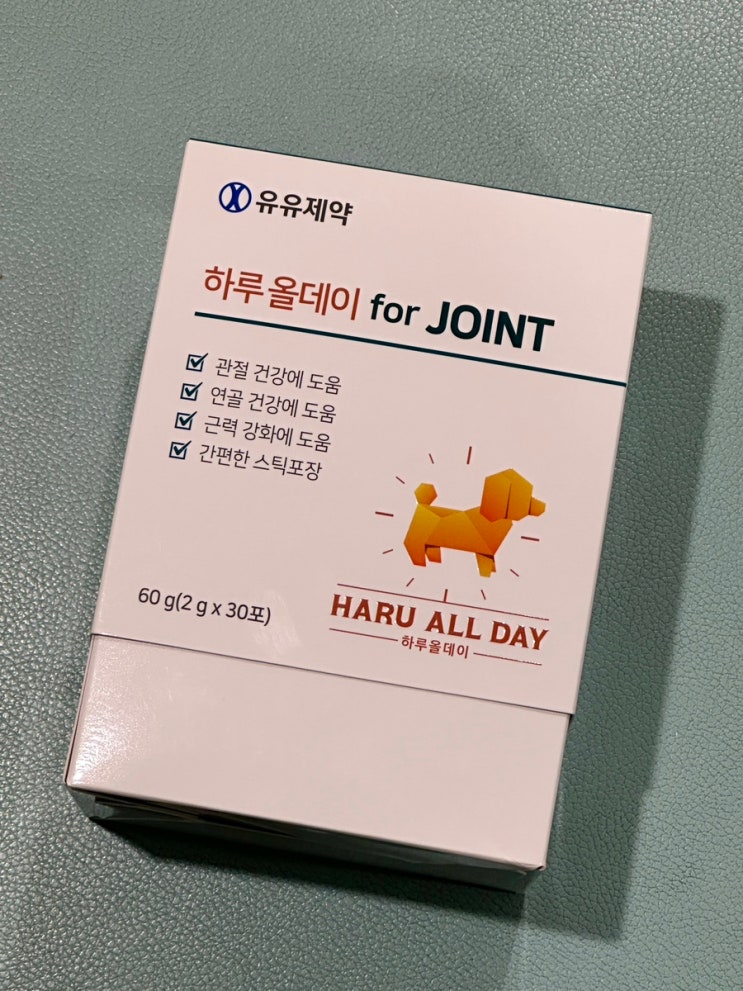 유유제약
하루 올데이 for JOINT
관절 건강에 도움
연골 건강에 도움
근력 강화에 도움
간편한 스틱포장
60 g(2 g x 30포)
HARU ALL DAY
하루올데이